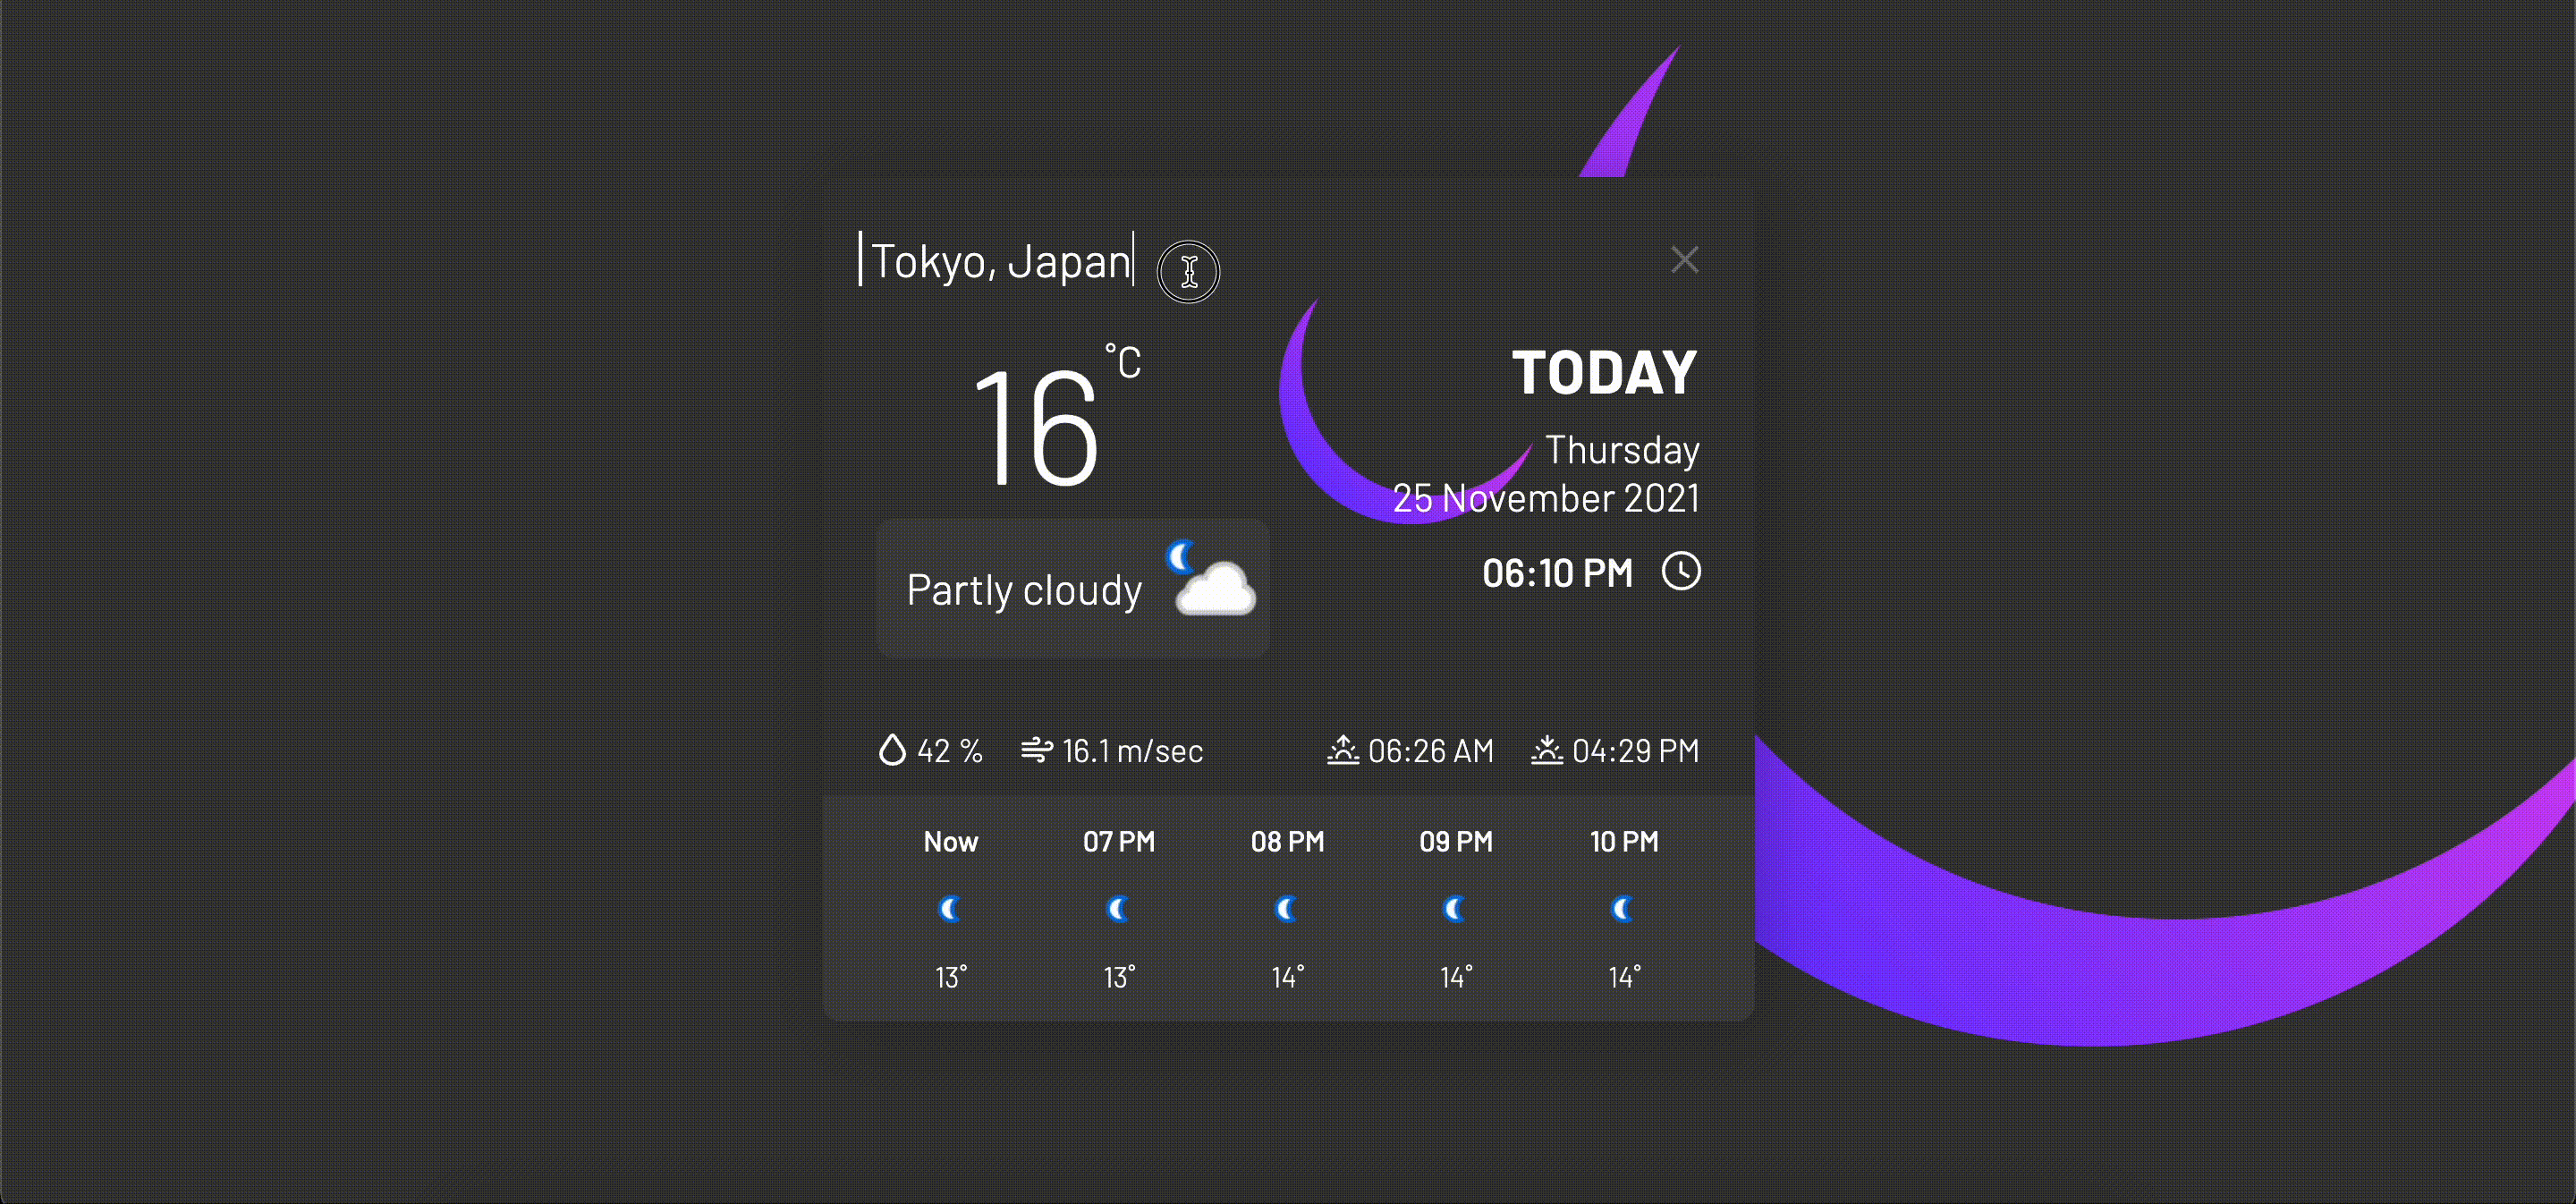 Tokyo, Japan
16 °C
TODAY
Thursday
25 November 2021
06:10 PM
Partly cloudy
42 % 16.1 m/sec 06:26 AM 04:29 PM
Now 07 PM 08 PM 09 PM 10 PM
13° 13° 14° 14° 14°